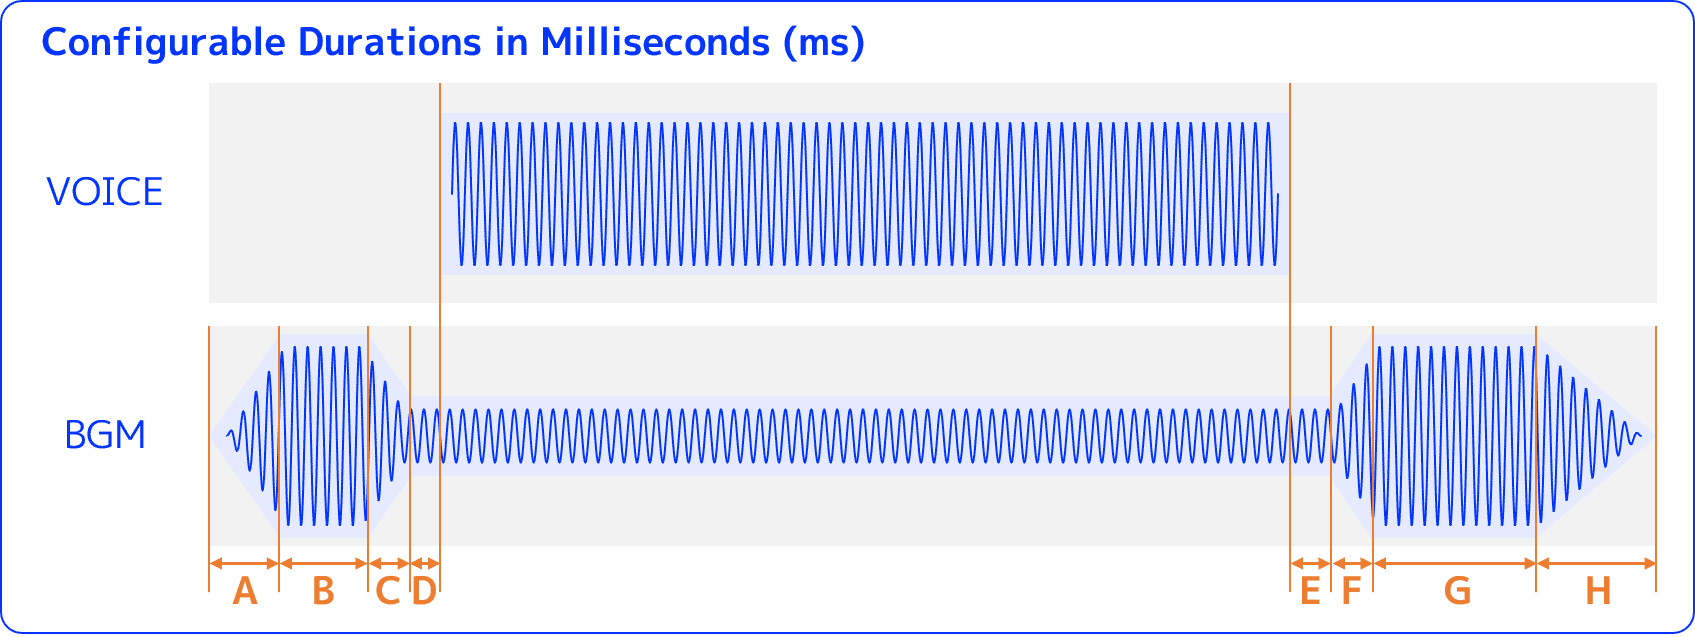 Configurable Durations in Milliseconds (ms)
VOICE
BGM
A B C D E F G H